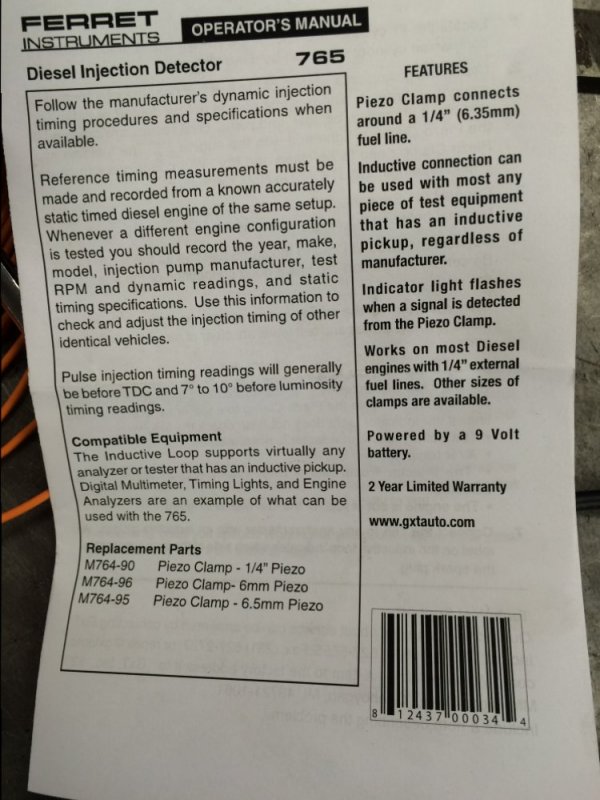 FERRET
INSTRUMENTS
OPERATOR'S MANUAL
Diesel Injection Detector 765
Follow the manufacturer's dynamic injection
timing procedures and specifications when
available.
Reference timing measurements must be
made and recorded from a known accurately
static timed diesel engine of the same setup.
Whenever a different engine configuration
is tested you should record the year, make,
model, injection pump manufacturer, test
RPM and dynamic readings, and static
timing specifications. Use this information to
check and adjust the injection timing of other
identical vehicles.
Pulse injection timing readings will generally
be before TDC and 7° to 10° before luminosity
timing readings.
Compatible Equipment
The Inductive Loop supports virtually any
analyzer or tester that has an inductive pickup.
Digital Multimeter, Timing Lights, and Engine
Analyzers are an example of what can be
used with the 765.
Replacement Parts
M764-90 Piezo Clamp - 1/4" Piezo
M764-96 Piezo Clamp- 6mm Piezo
M764-95 Piezo Clamp - 6.5mm Piezo
FEATURES
Piezo Clamp connects
around a 1/4" (6.35mm)
fuel line.
Inductive connection can
be used with most any
piece of test equipment
that has an inductive
pickup, regardless of
manufacturer.
Indicator light flashes
when a signal is detected
from the Piezo Clamp.
Works on most Diesel
engines with 1/4" external
fuel lines. Other sizes of
clamps are available.
Powered by a 9 Volt
battery.
2 Year Limited Warranty
www.gxtauto.com
8 12437 00034 4